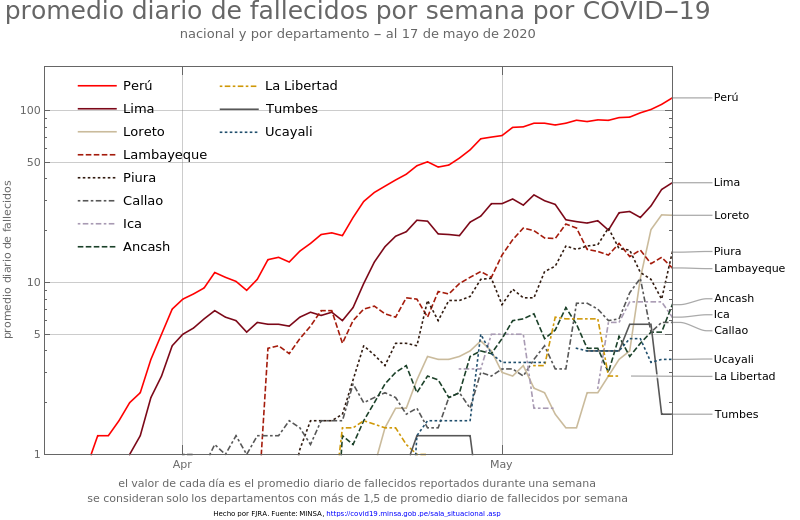 promedio diario de fallecidos por semana por COVID−19
nacional y por departamento − al 17 de mayo de 2020
promedio diario de fallecidos
100
50
10
5
1
Apr
May
Perú
Lima
Loreto
Lambayeque
Piura
Callao
Ica
Ancash
La Libertad
Tumbes
Ucayali
Perú
Lima
Loreto
Piura
Lambayeque
Ancash
Ica
Callao
Ucayali
La Libertad
Tumbes
el valor de cada día es el promedio diario de fallecidos reportados durante una semana
se consideran solo los departamentos con más de 1,5 de promedio diario de fallecidos por semana
Hecho por FJRA. Fuente: MINSA, https://covid19.minsa.gob.pe/sala_situacional .asp